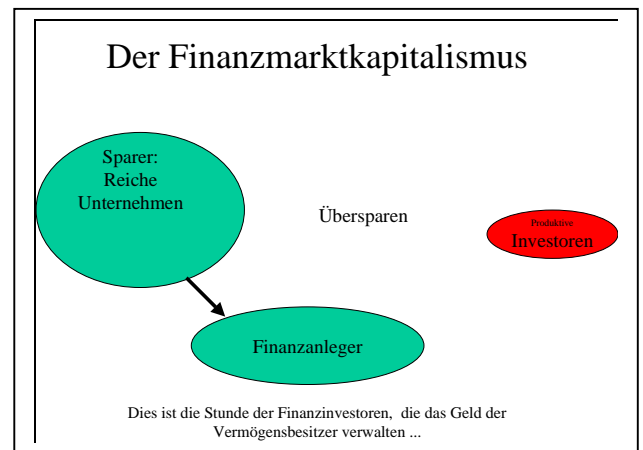 Der Finanzmarktkapitalismus
Sparer:
Reiche
Unternehmen
Übersparen
Produktive
Investoren
Finanzanleger
Dies ist die Stunde der Finanzinvestoren, die das Geld der
Vermögensbesitzer verwalten ...